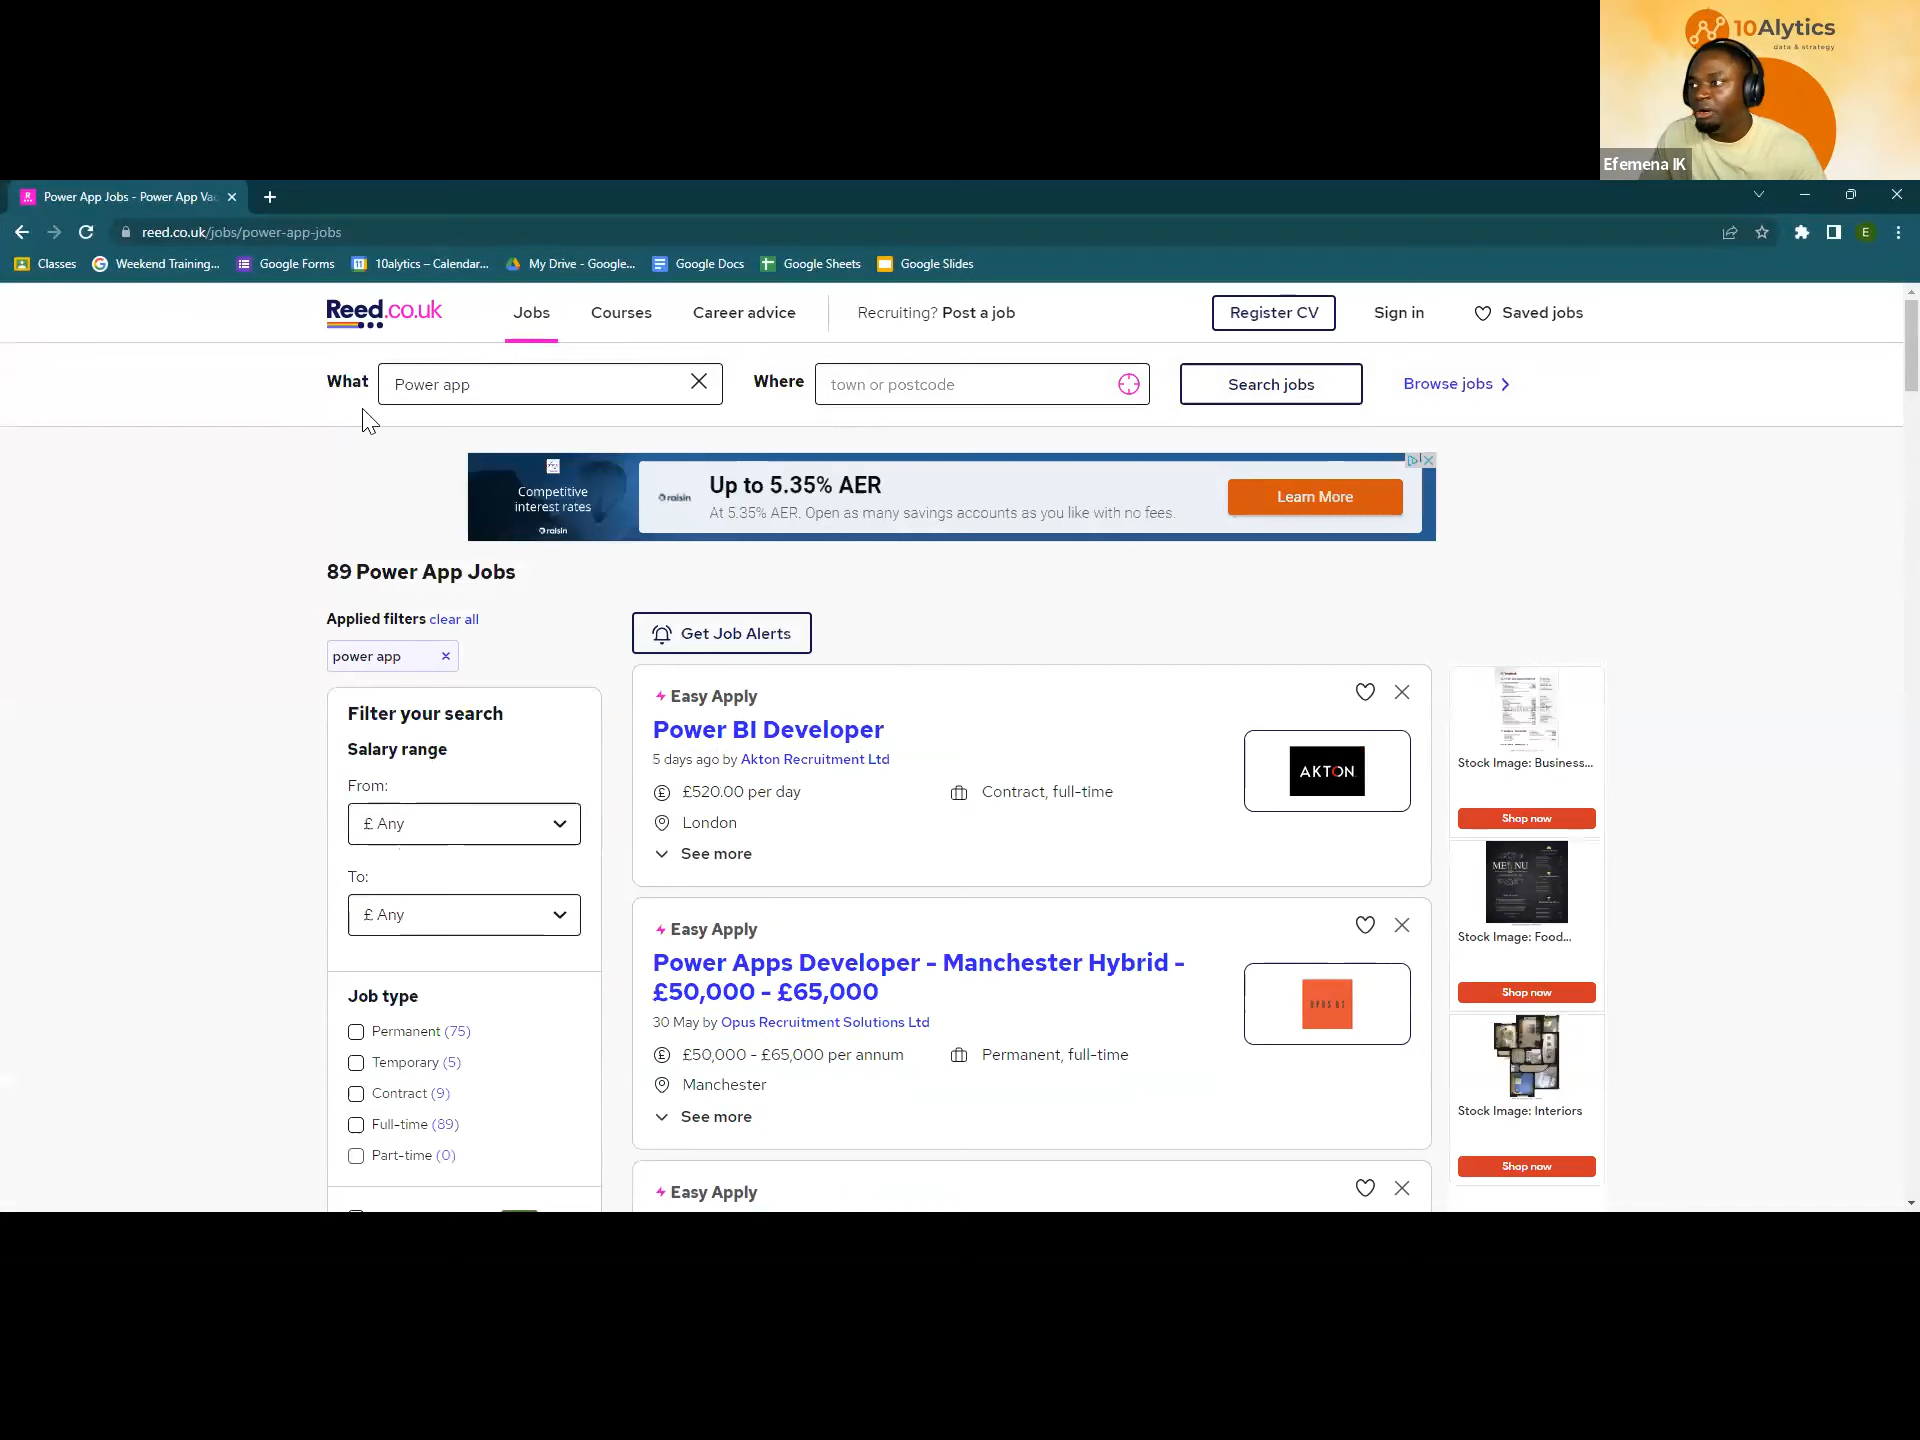 10Alytics
data & strategy
Efemena IK
Power App Jobs - Power App Va
reed.co.uk/jobs/power-app-jobs
E
Classes
Weekend Training...
Google Forms
10alytics – Calendar...
My Drive - Google...
Google Docs
Google Sheets
Google Slides
Reed.co.uk
Jobs
Courses
Career advice
Recruiting? Post a job
Register CV
Sign in
Saved jobs
What
Power app
Where
town or postcode
Search jobs
Browse jobs
Competitive
interest rates
raisin
raisin
Up to 5.35% AER
At 5.35% AER. Open as many savings accounts as you like with no fees.
Learn More
89 Power App Jobs
Applied filters clear all
power app
Filter your search
Salary range
From:
£ Any
To:
£ Any
Job type
Permanent (75)
Temporary (5)
Contract (9)
Full-time (89)
Part-time (0)
Get Job Alerts
Easy Apply
Power BI Developer
5 days ago by Akton Recruitment Ltd
£520.00 per day
Contract, full-time
London
See more
AKTON
Easy Apply
Power Apps Developer - Manchester Hybrid -
£50,000 - £65,000
30 May by Opus Recruitment Solutions Ltd
£50,000 - £65,000 per annum
Permanent, full-time
Manchester
See more
Easy Apply
Stock Image: Business...
Shop now
MENU
Stock Image: Food...
Shop now
Stock Image: Interiors
Shop now